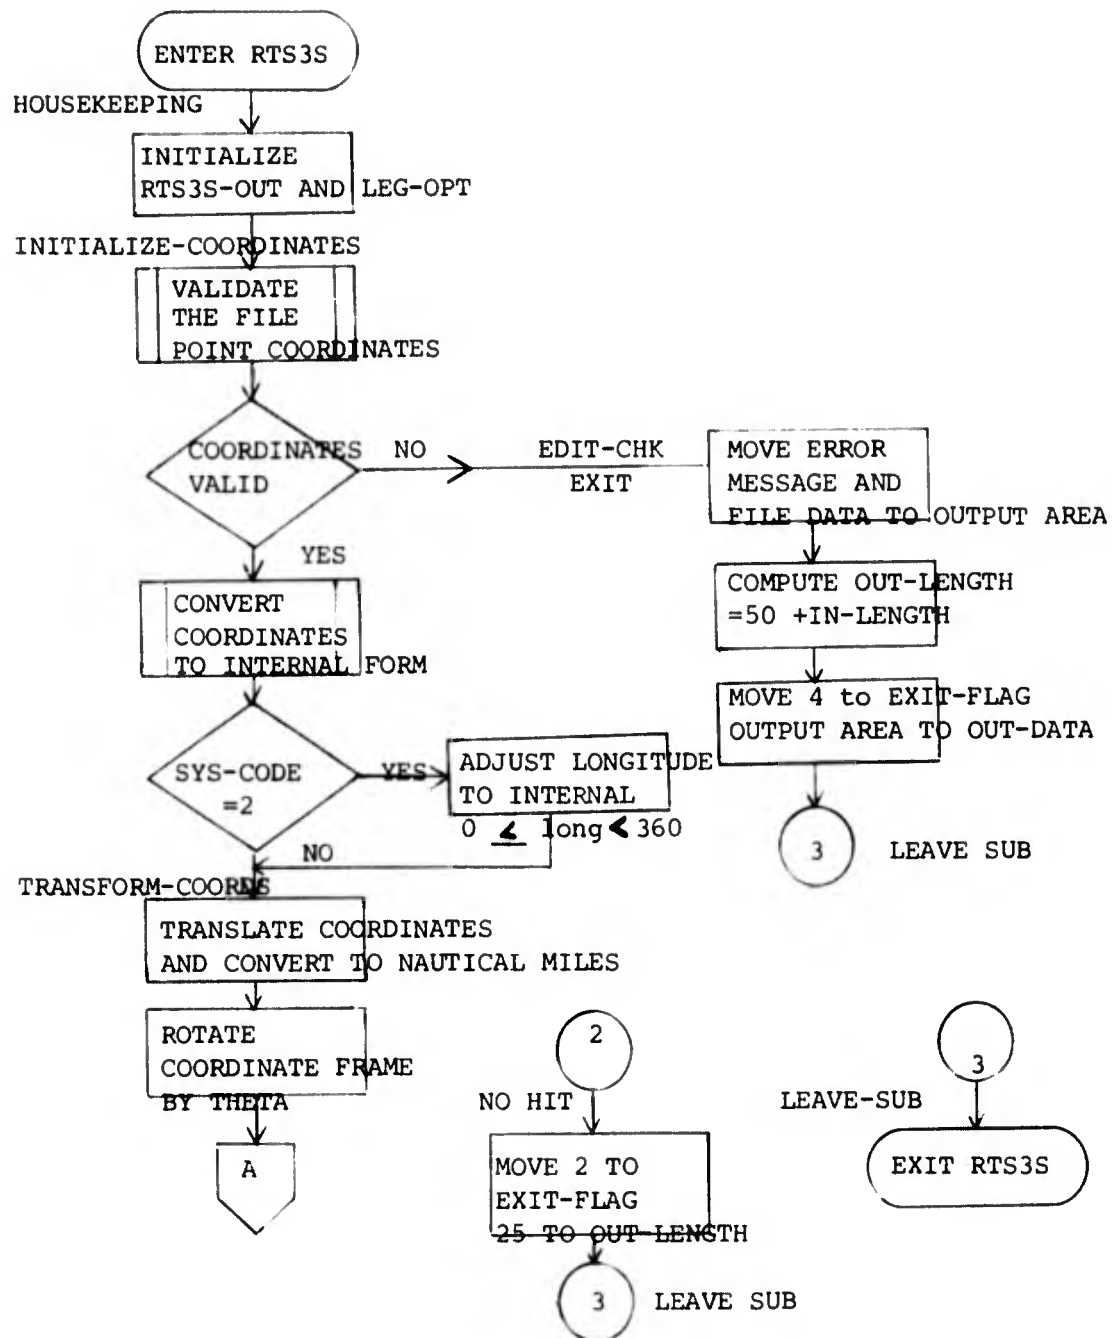 ENTER RTS3S
HOUSEKEEPING
INITIALIZE
RTS3S-OUT AND LEG-OPT
INITIALIZE-COORDINATES
VALIDATE
THE FILE
POINT COORDINATES
COORDINATES
VALID
NO
EDIT-CHK
EXIT
MOVE ERROR
MESSAGE AND
FILE DATA TO OUTPUT AREA
COMPUTE OUT-LENGTH
=50 +IN-LENGTH
MOVE 4 to EXIT-FLAG
OUTPUT AREA TO OUT-DATA
3
LEAVE SUB
YES
CONVERT
COORDINATES
TO INTERNAL FORM
SYS-CODE
=2
YES
ADJUST LONGITUDE
TO INTERNAL
0 ≤ long < 360
NO
TRANSFORM-COORDS
TRANSLATE COORDINATES
AND CONVERT TO NAUTICAL MILES
ROTATE
COORDINATE FRAME
BY THETA
A
2
NO HIT
MOVE 2 TO
EXIT-FLAG
25 TO OUT-LENGTH
3
LEAVE SUB
3
LEAVE-SUB
EXIT RTS3S